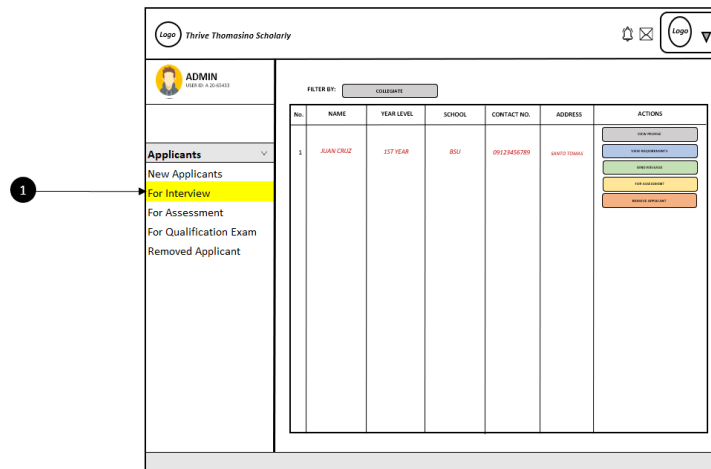 Logo Thrive Thomasino Scholarly Logo
ADMIN
USER ID: A 20-65433
FILTER BY: COLLEGIATE
No. NAME YEAR LEVEL SCHOOL CONTACT NO. ADDRESS ACTIONS
1 JUAN CRUZ 1ST YEAR BSU 09123456789 SANTO TOMAS
VIEW PROFILE
VIEW REQUIREMENTS
SEND MESSAGE
FOR ASSESSMENT
REMOVE APPLICANT
Applicants
New Applicants
1 For Interview
For Assessment
For Qualification Exam
Removed Applicant